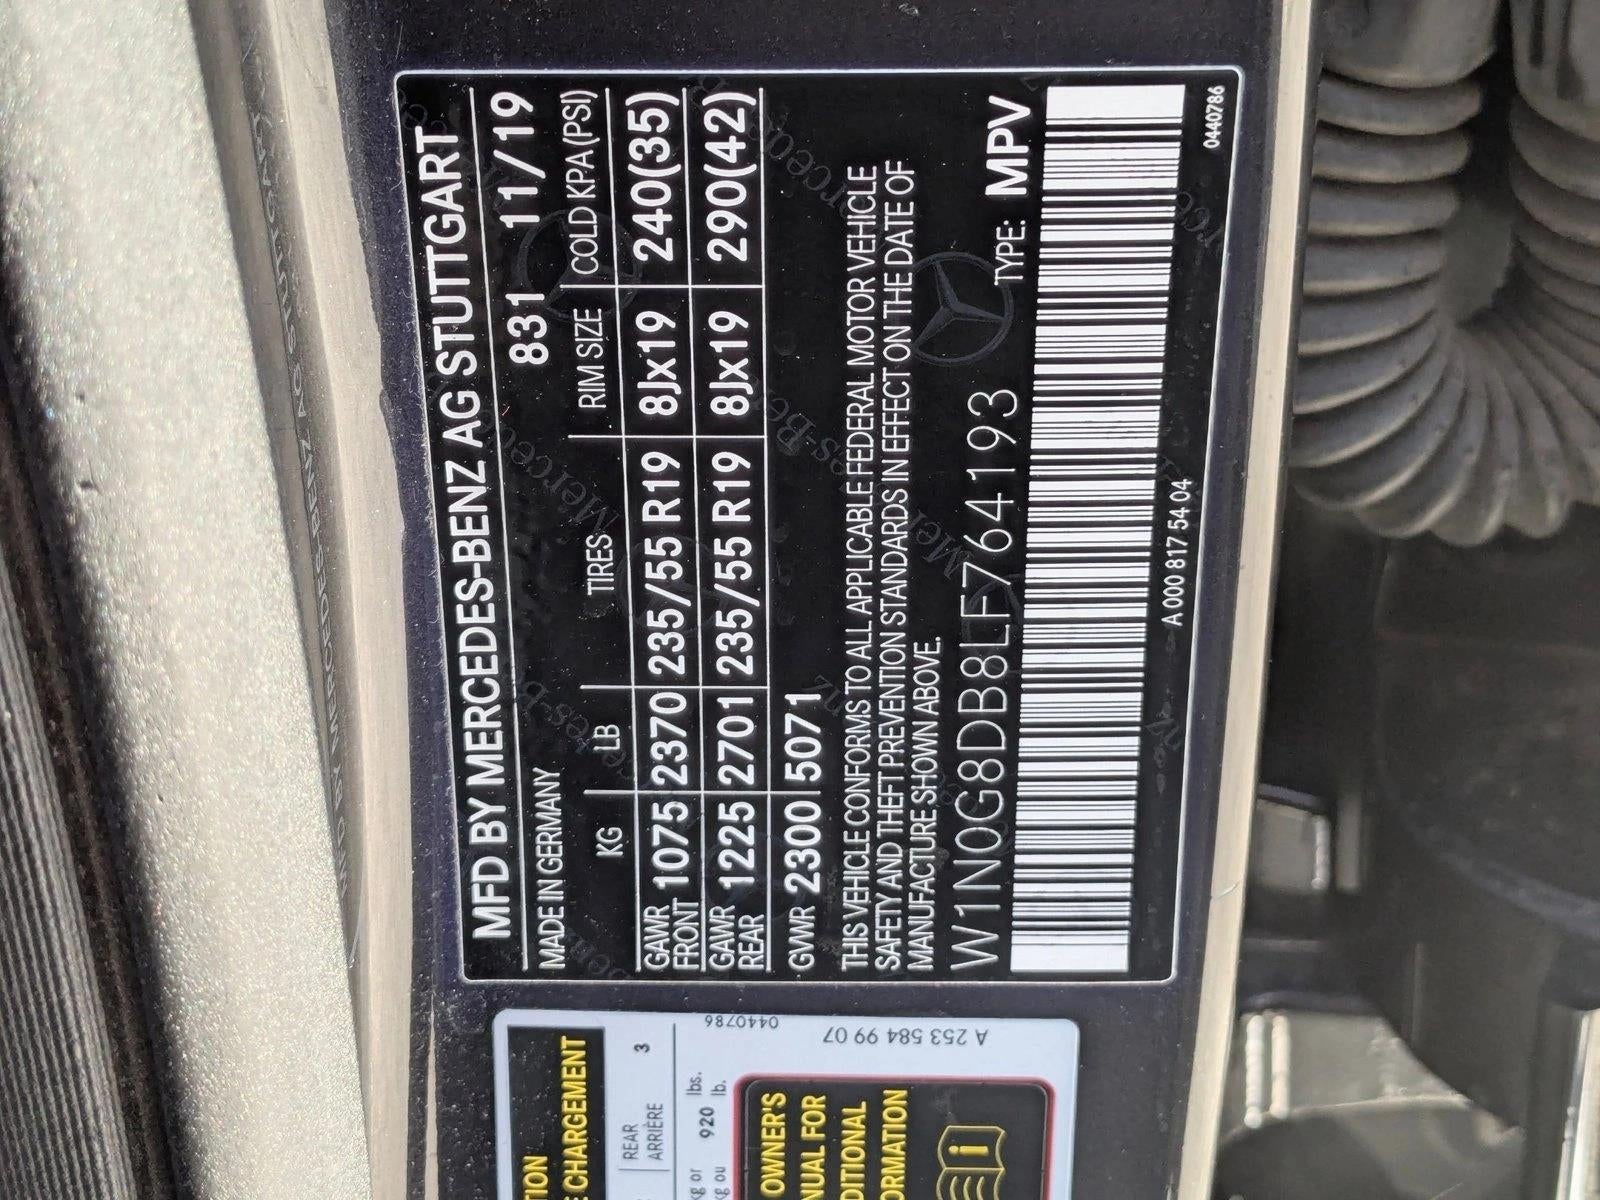 MFD BY MERCEDES-BENZ AG STUTTGART
MADE IN GERMANY 831 11/19
KG LB TIRES RIM SIZE COLD KPA(PSI)
GAWR FRONT 1075 2370 235/55 R19 8Jx19 240(35)
GAWR REAR 1225 2701 235/55 R19 8Jx19 290(42)
GVWR 2300 5071
THIS VEHICLE CONFORMS TO ALL APPLICABLE FEDERAL MOTOR VEHICLE
SAFETY AND THEFT PREVENTION STANDARDS IN EFFECT ON THE DATE OF
MANUFACTURE SHOWN ABOVE.
W1N0G8DB8LF764193 TYPE: MPV
A 000 817 54 04
0440786
CHARGEMENT
REAR 3
ARRIÈRE
kg or 920 lbs.
kg ou lb.
0440786
A 253 584 99 07
OWNER'S
FOR